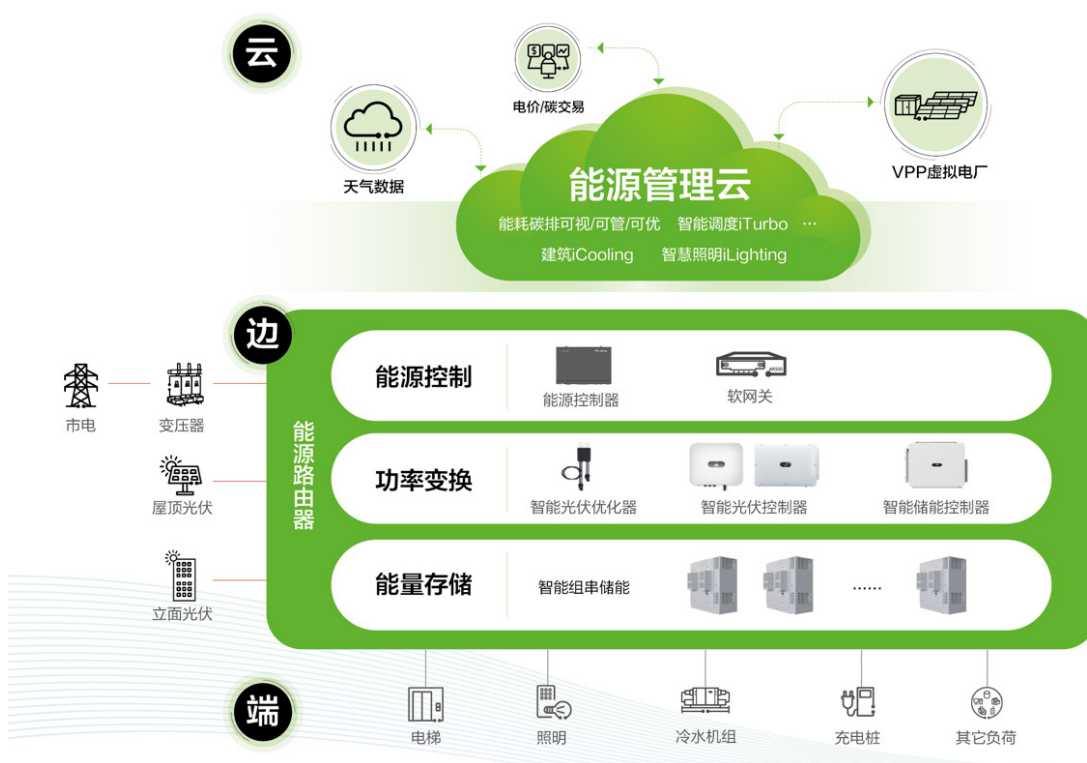 云
电价/碳交易
天气数据
VPP虚拟电厂
能源管理云
能耗碳排可视/可管/可优 智能调度iTurbo …
建筑iCooling 智慧照明iLighting
边
能源路由器
市电
变压器
屋顶光伏
立面光伏
能源控制
能源控制器
软网关
功率变换
智能光伏优化器
智能光伏控制器
智能储能控制器
能量存储
智能组串储能
……
端
电梯
照明
冷水机组
充电桩
其它负荷